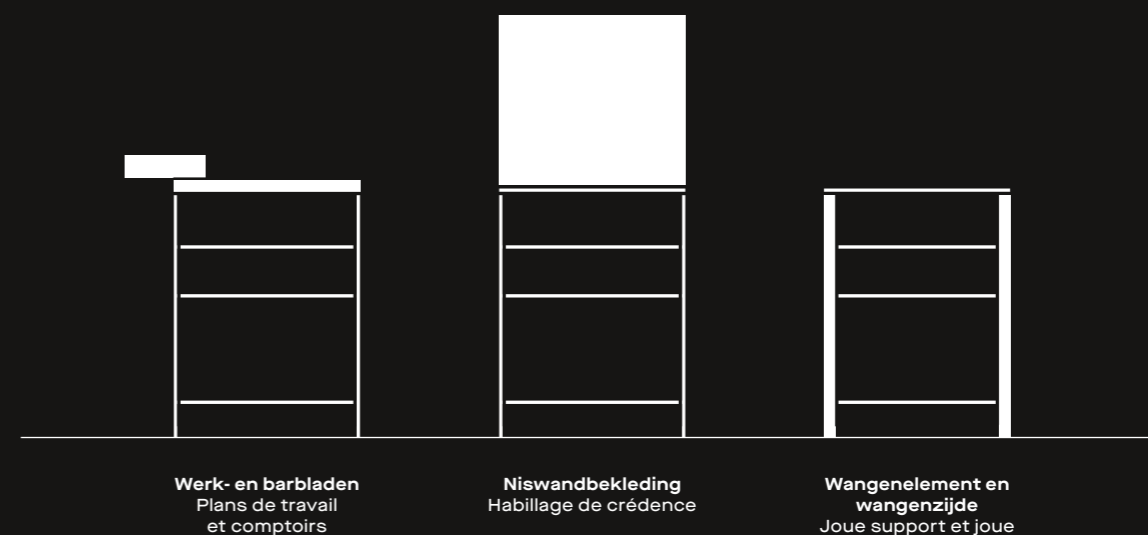 Werk- en barbladen
Plans de travail
et comptoirs
Niswandbekleding
Habillage de crédence
Wangenelement en
wangenzijde
Joue support et joue